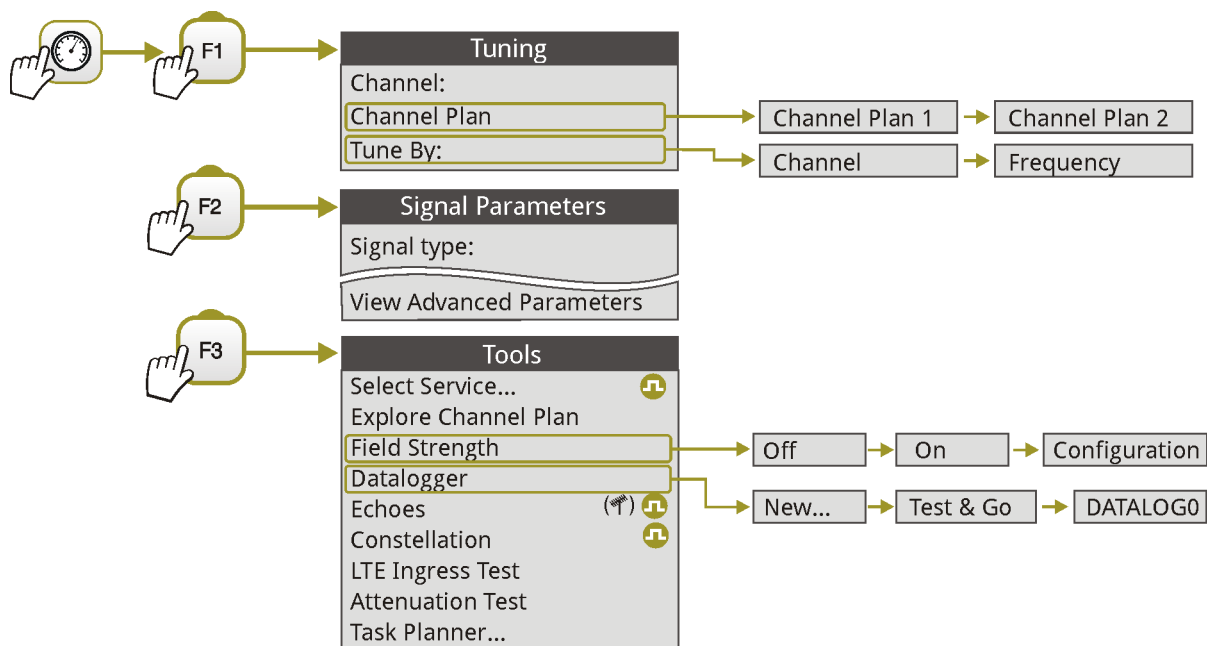 F1
Tuning
Channel:
Channel Plan
Channel Plan 1
Channel Plan 2
Tune By:
Channel
Frequency
F2
Signal Parameters
Signal type:
View Advanced Parameters
F3
Tools
Select Service...
Explore Channel Plan
Field Strength
Off
On
Configuration
Datalogger
New...
Test & Go
DATALOG0
Echoes
Constellation
LTE Ingress Test
Attenuation Test
Task Planner...